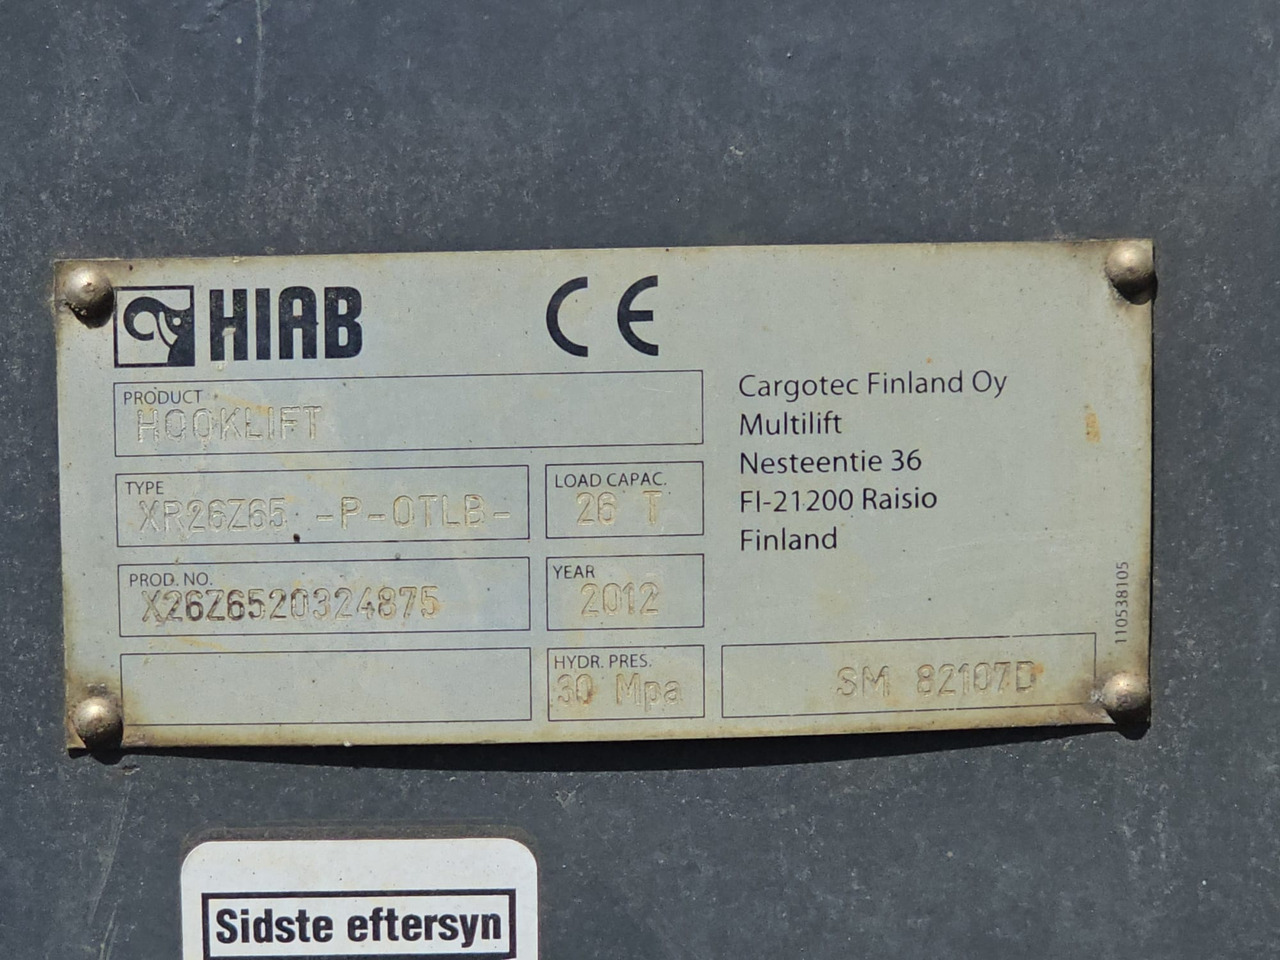 HIAB
CE
PRODUCT
HOOKLIFT
TYPE
XR26Z65 -P-OTLB-
LOAD CAPAC.
26 T
PROD. NO.
X26Z6520324875
YEAR
2012
HYDR. PRES.
30 Mpa
Cargotec Finland Oy
Multilift
Nesteentie 36
FI-21200 Raisio
Finland
110538105
SM 82107D
Sidste eftersyn